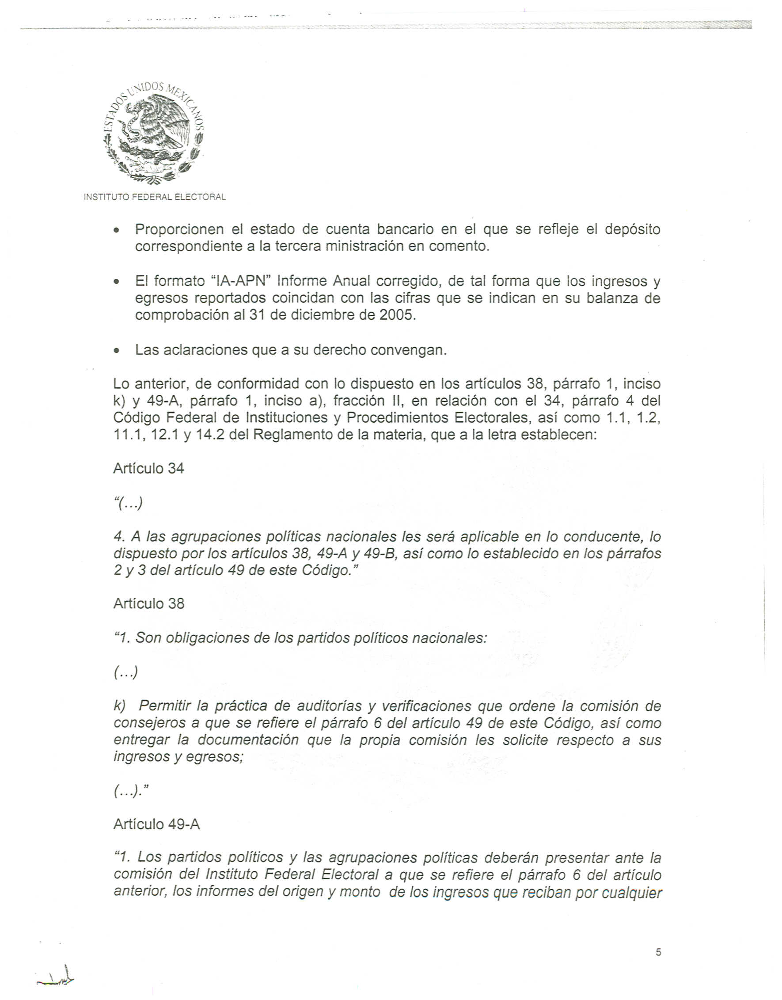 ESTADOS UNIDOS MEXICANOS
INSTITUTO FEDERAL ELECTORAL
• Proporcionen el estado de cuenta bancario en el que se refleje el depósito
correspondiente a la tercera ministración en comento.
• El formato “IA-APN” Informe Anual corregido, de tal forma que los ingresos y
egresos reportados coincidan con las cifras que se indican en su balanza de
comprobación al 31 de diciembre de 2005.
• Las aclaraciones que a su derecho convengan.
Lo anterior, de conformidad con lo dispuesto en los artículos 38, párrafo 1, inciso
k) y 49-A, párrafo 1, inciso a), fracción II, en relación con el 34, párrafo 4 del
Código Federal de Instituciones y Procedimientos Electorales, así como 1.1, 1.2,
11.1, 12.1 y 14.2 del Reglamento de la materia, que a la letra establecen:
Artículo 34
“(...)
4. A las agrupaciones políticas nacionales les será aplicable en lo conducente, lo
dispuesto por los artículos 38, 49-A y 49-B, así como lo establecido en los párrafos
2 y 3 del artículo 49 de este Código.”
Artículo 38
“1. Son obligaciones de los partidos políticos nacionales:
(...)
k) Permitir la práctica de auditorías y verificaciones que ordene la comisión de
consejeros a que se refiere el párrafo 6 del artículo 49 de este Código, así como
entregar la documentación que la propia comisión les solicite respecto a sus
ingresos y egresos;
(...).”
Artículo 49-A
“1. Los partidos políticos y las agrupaciones políticas deberán presentar ante la
comisión del Instituto Federal Electoral a que se refiere el párrafo 6 del artículo
anterior, los informes del origen y monto de los ingresos que reciban por cualquier
5